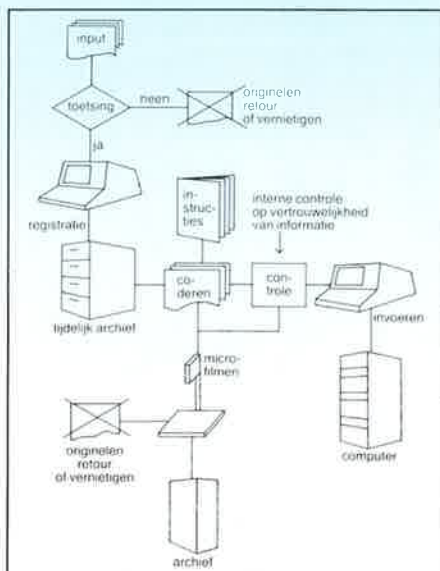 input
toetsing
neen
originelen
retour
of vernietigen
ja
registratie
in-
struc-
ties
interne controle
op vertrouwelijkheid
van informatie
tijdelijk archief
co-
deren
con-
trole
invoeren
micro-
filmen
originelen
retour
of vernietigen
computer
archief